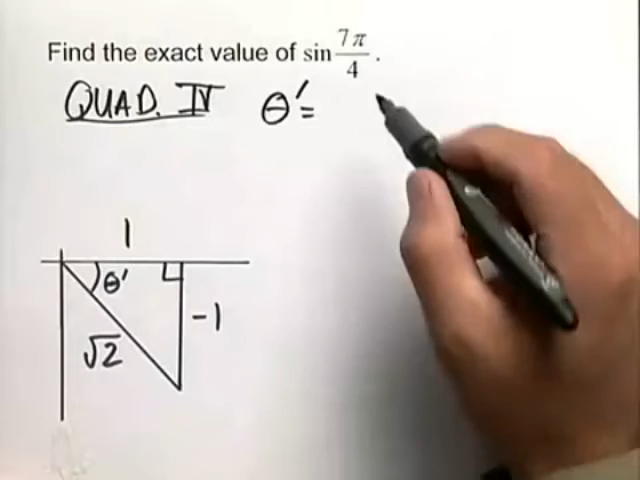 Find the exact value of sin 7π/4 .
QUAD. IV θ' =
1
θ'
-1
√2